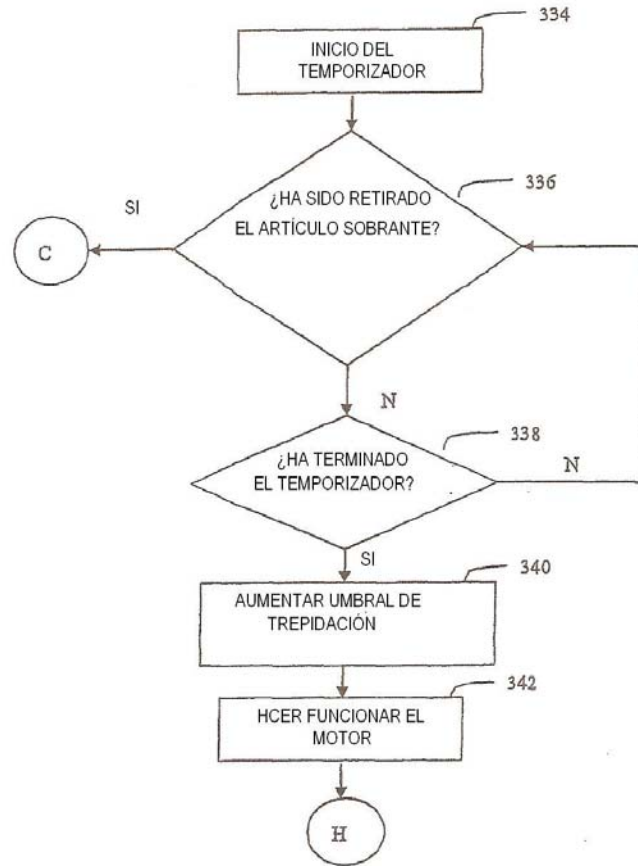 334
INICIO DEL
TEMPORIZADOR
336
¿HA SIDO RETIRADO
EL ARTÍCULO SOBRANTE?
SI
C
N
338
¿HA TERMINADO
EL TEMPORIZADOR?
N
SI
340
AUMENTAR UMBRAL DE
TREPIDACIÓN
342
HCER FUNCIONAR EL
MOTOR
H